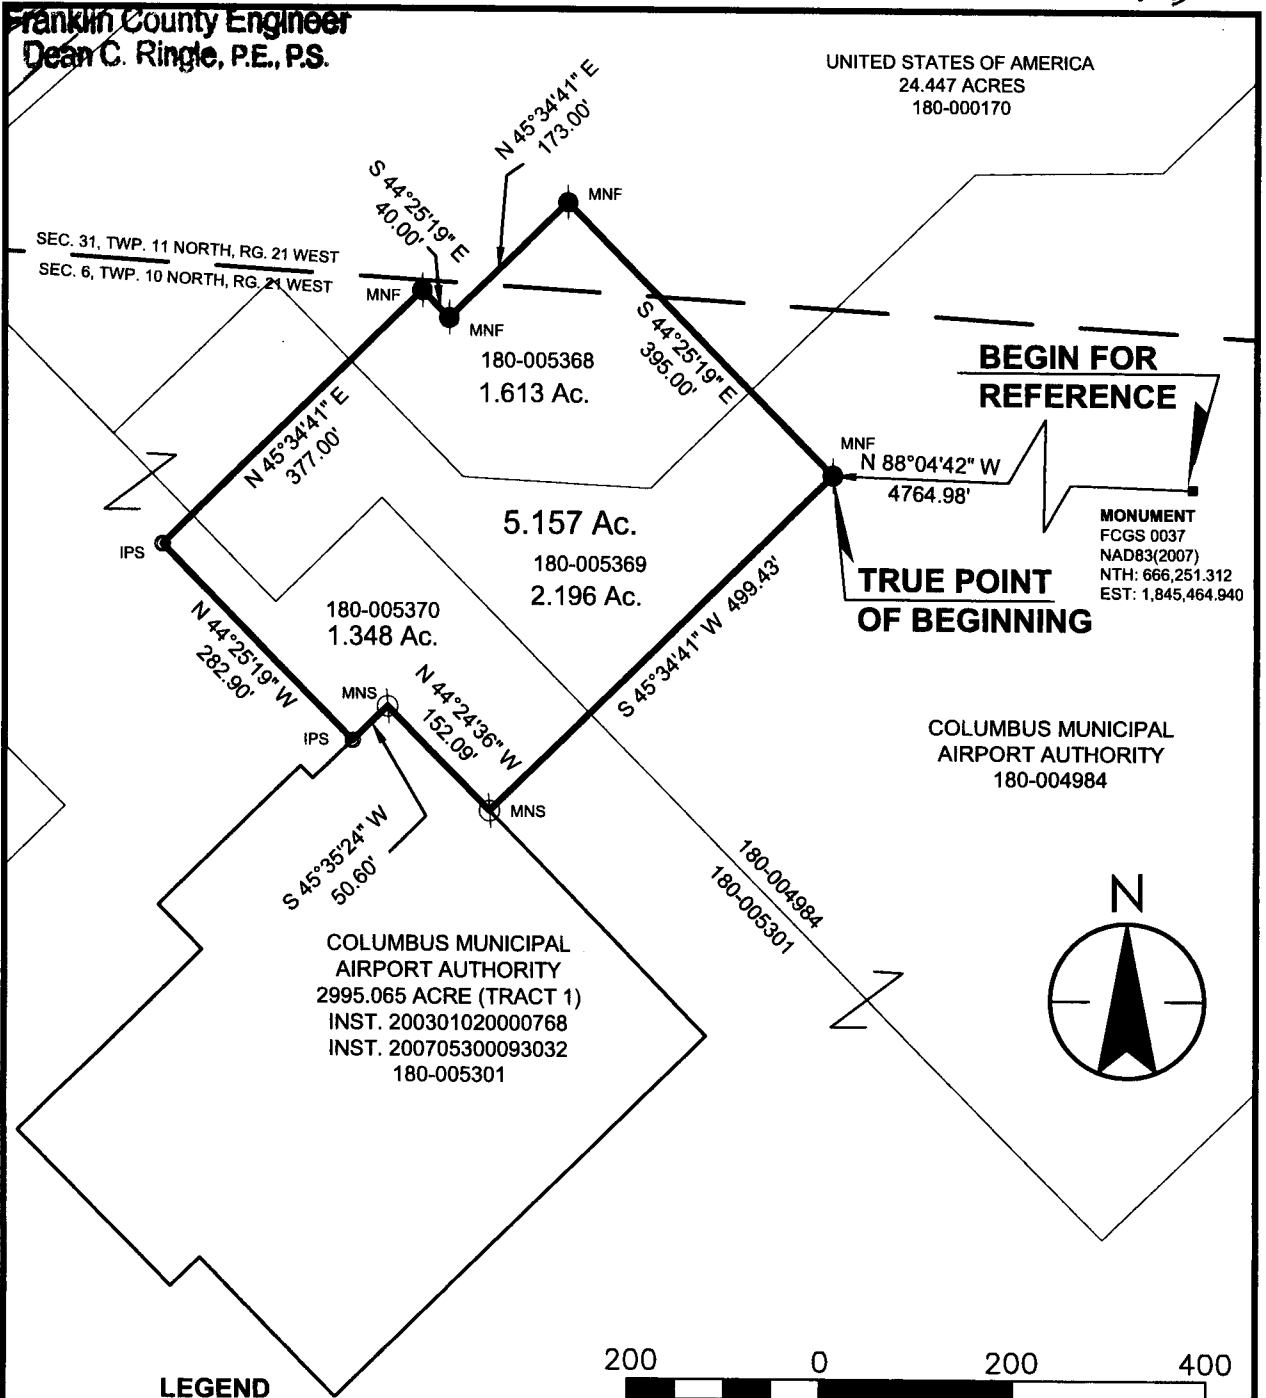 Franklin County Engineer
Dean C. Ringle, P.E., P.S.
UNITED STATES OF AMERICA
24.447 ACRES
180-000170
N 45°34'41" E
173.00'
S 44°25'19" E
40.00'
MNF
SEC. 31, TWP. 11 NORTH, RG. 21 WEST
SEC. 6, TWP. 10 NORTH, RG. 21 WEST
MNF
MNF
180-005368
1.613 Ac.
S 44°25'19" E
395.00'
BEGIN FOR
REFERENCE
N 45°34'41" E
377.00'
MNF
N 88°04'42" W
4764.98'
MONUMENT
FCGS 0037
NAD83(2007)
NTH: 666,251.312
EST: 1,845,464.940
5.157 Ac.
180-005369
2.196 Ac.
IPS
TRUE POINT
OF BEGINNING
S 45°34'41" W 499.43'
180-005370
1.348 Ac.
N 44°25'19" W
282.90'
MNS
N 44°24'36" W
152.09'
IPS
MNS
COLUMBUS MUNICIPAL
AIRPORT AUTHORITY
180-004984
S 45°35'24" W
50.60'
180-004984
180-005301
N
COLUMBUS MUNICIPAL
AIRPORT AUTHORITY
2995.065 ACRE (TRACT 1)
INST. 200301020000768
INST. 200705300093032
180-005301
200 0 200 400
LEGEND